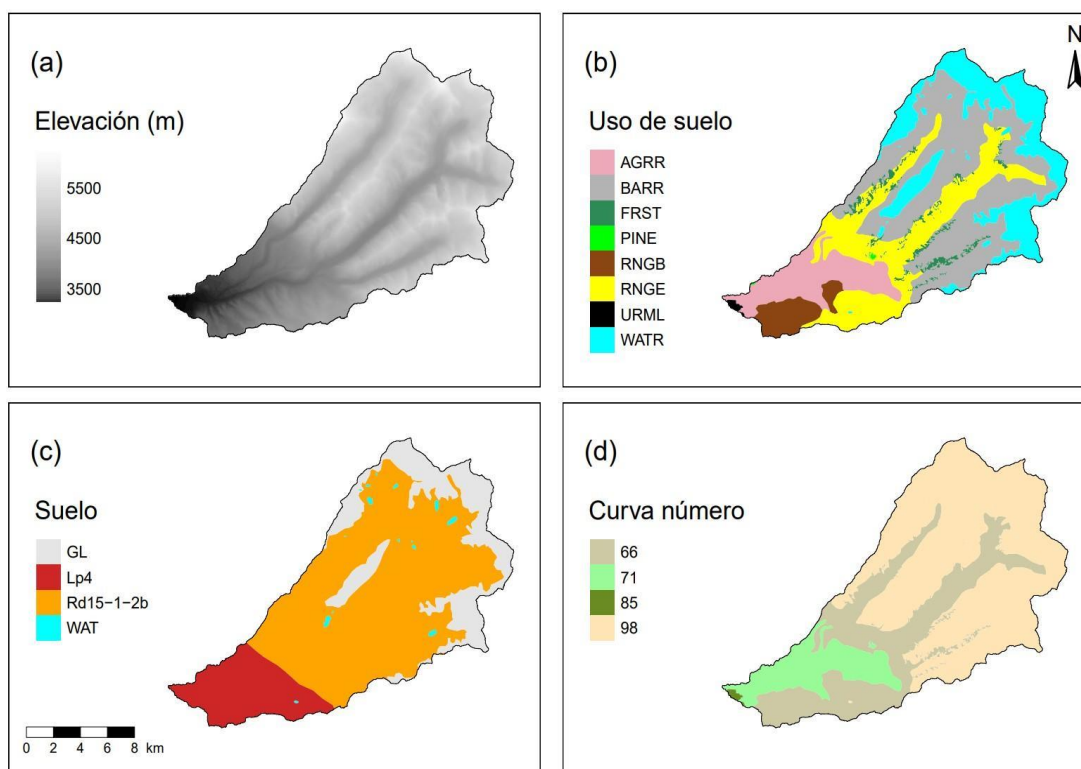 (a)
Elevación (m)
5500
4500
3500
(b)
N
Uso de suelo
AGRR
BARR
FRST
PINE
RNGB
RNGE
URML
WATR
(c)
Suelo
GL
Lp4
Rd15−1−2b
WAT
0 2 4 6 8 km
(d)
Curva número
66
71
85
98